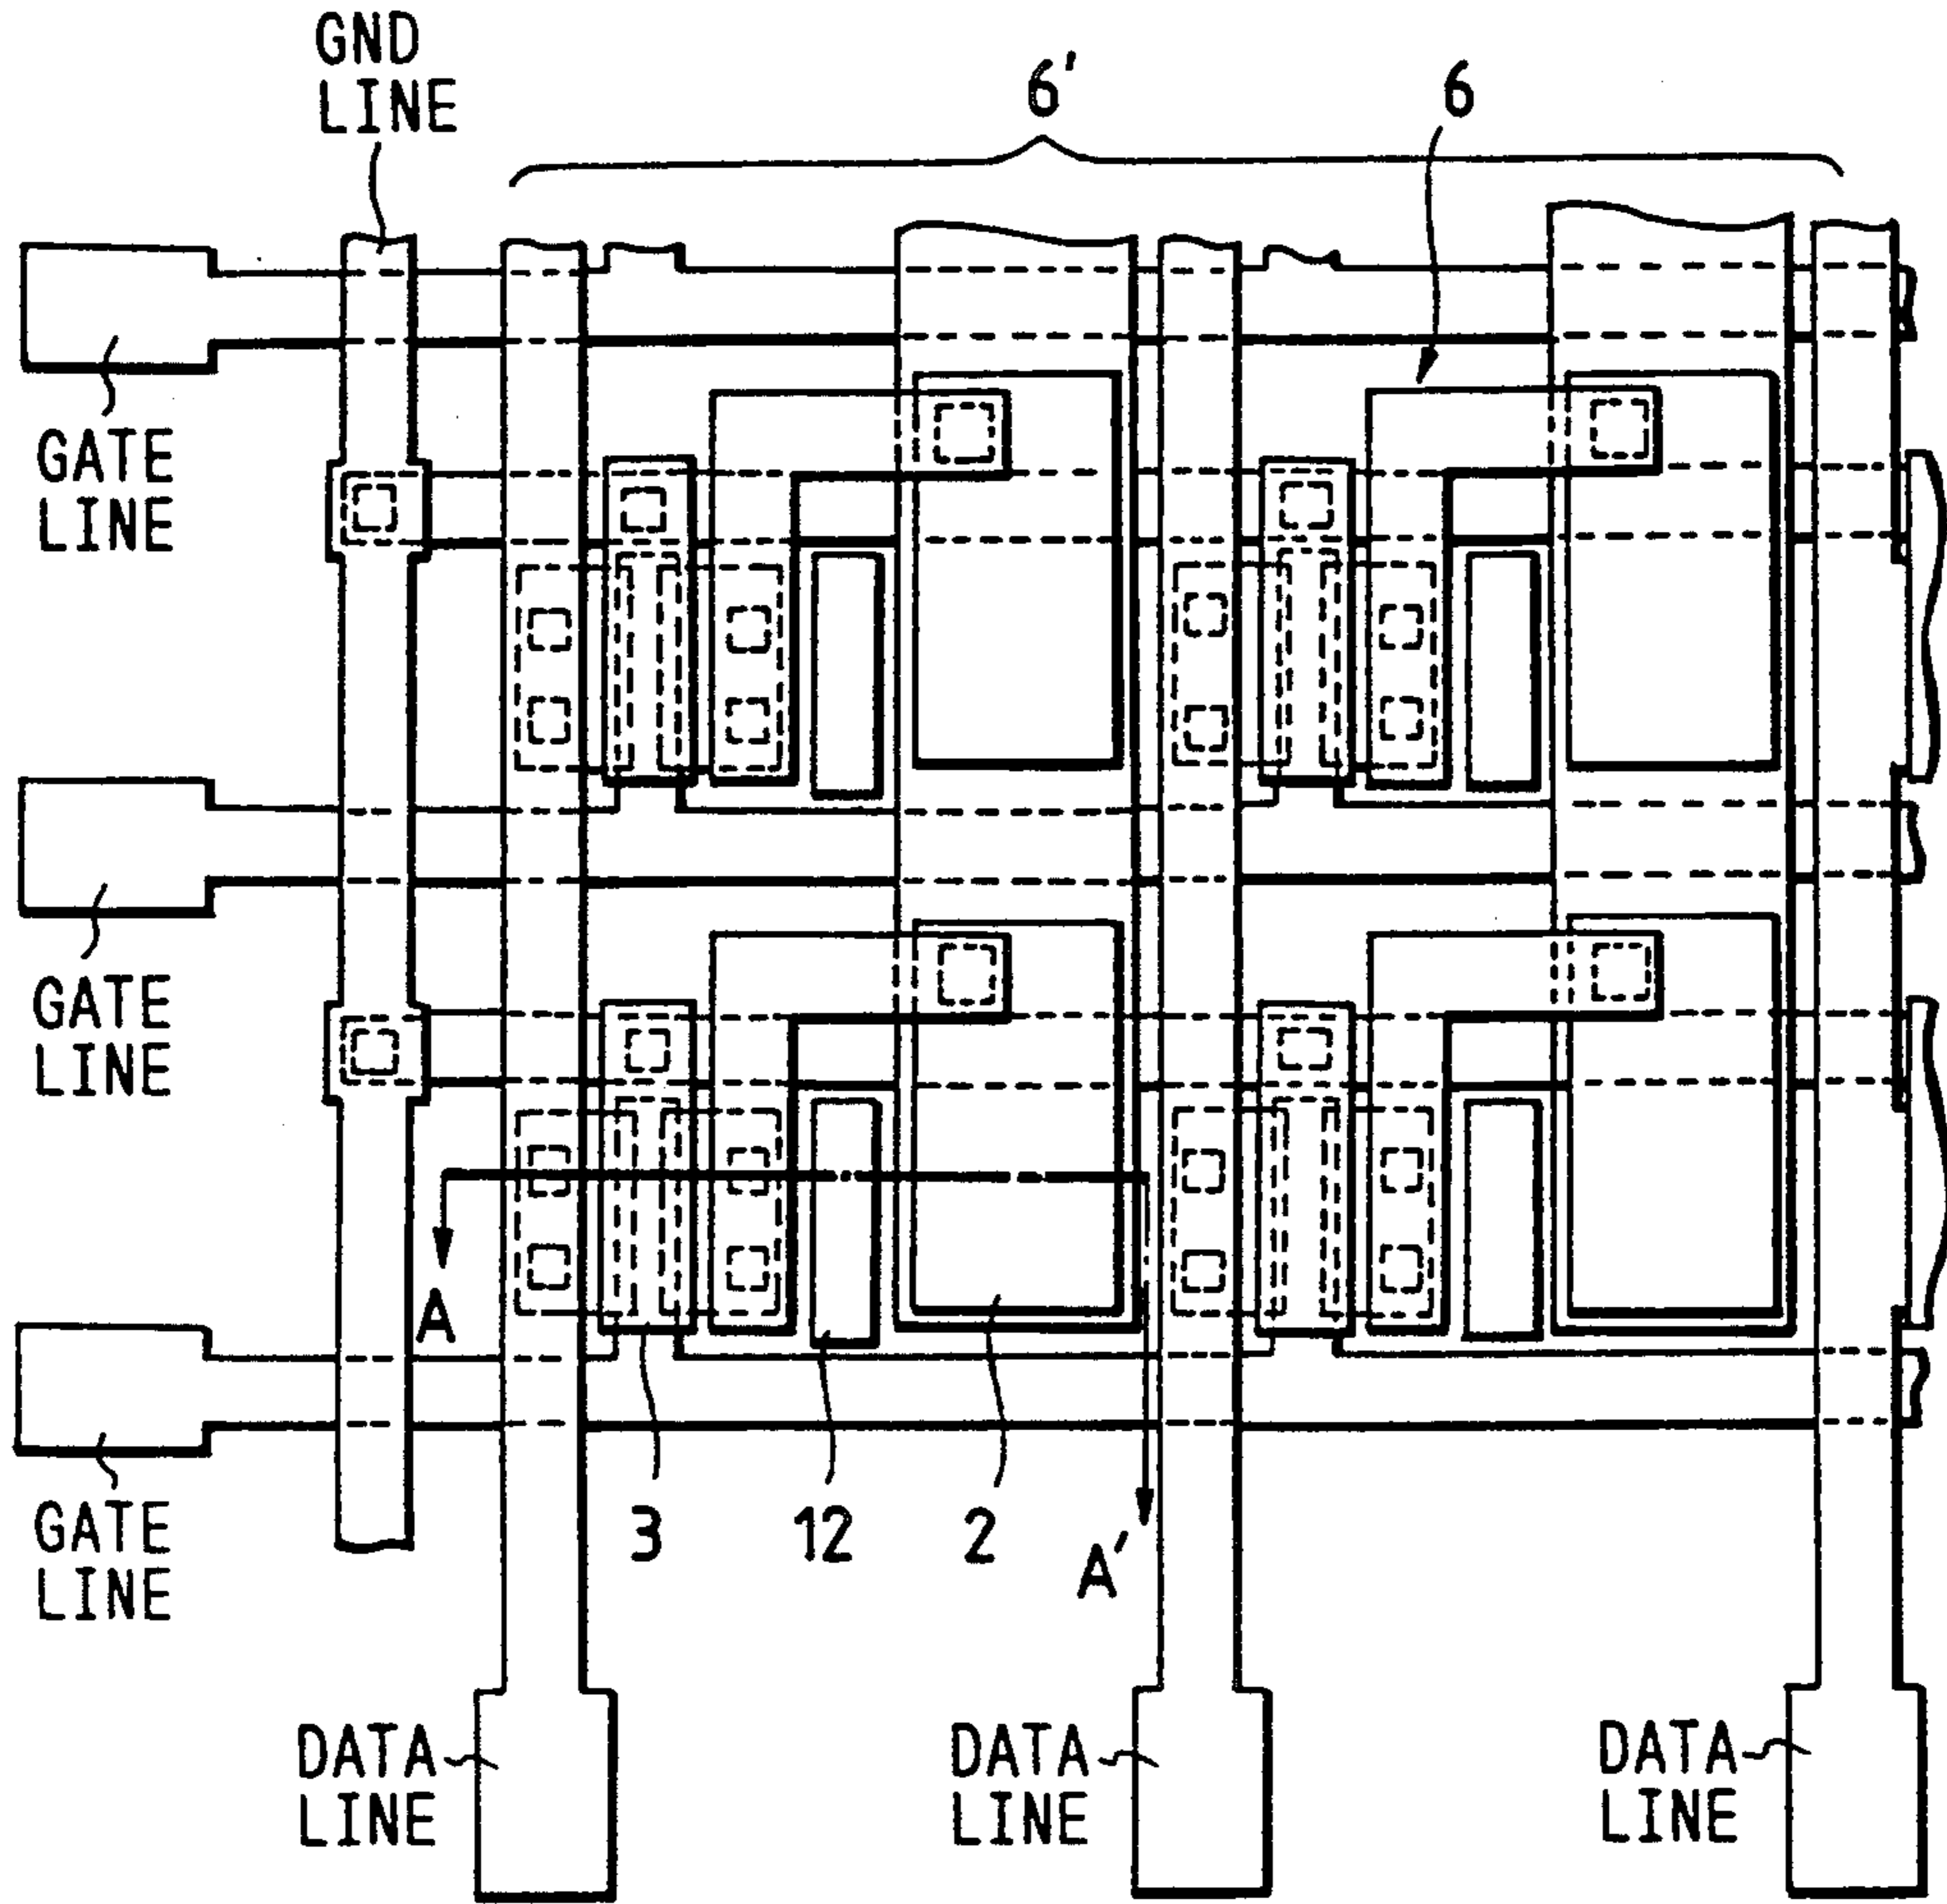 GND
LINE
6'
6
GATE
LINE
GATE
LINE
A
GATE
LINE
3
12
2
A'
DATA
LINE
DATA
LINE
DATA
LINE